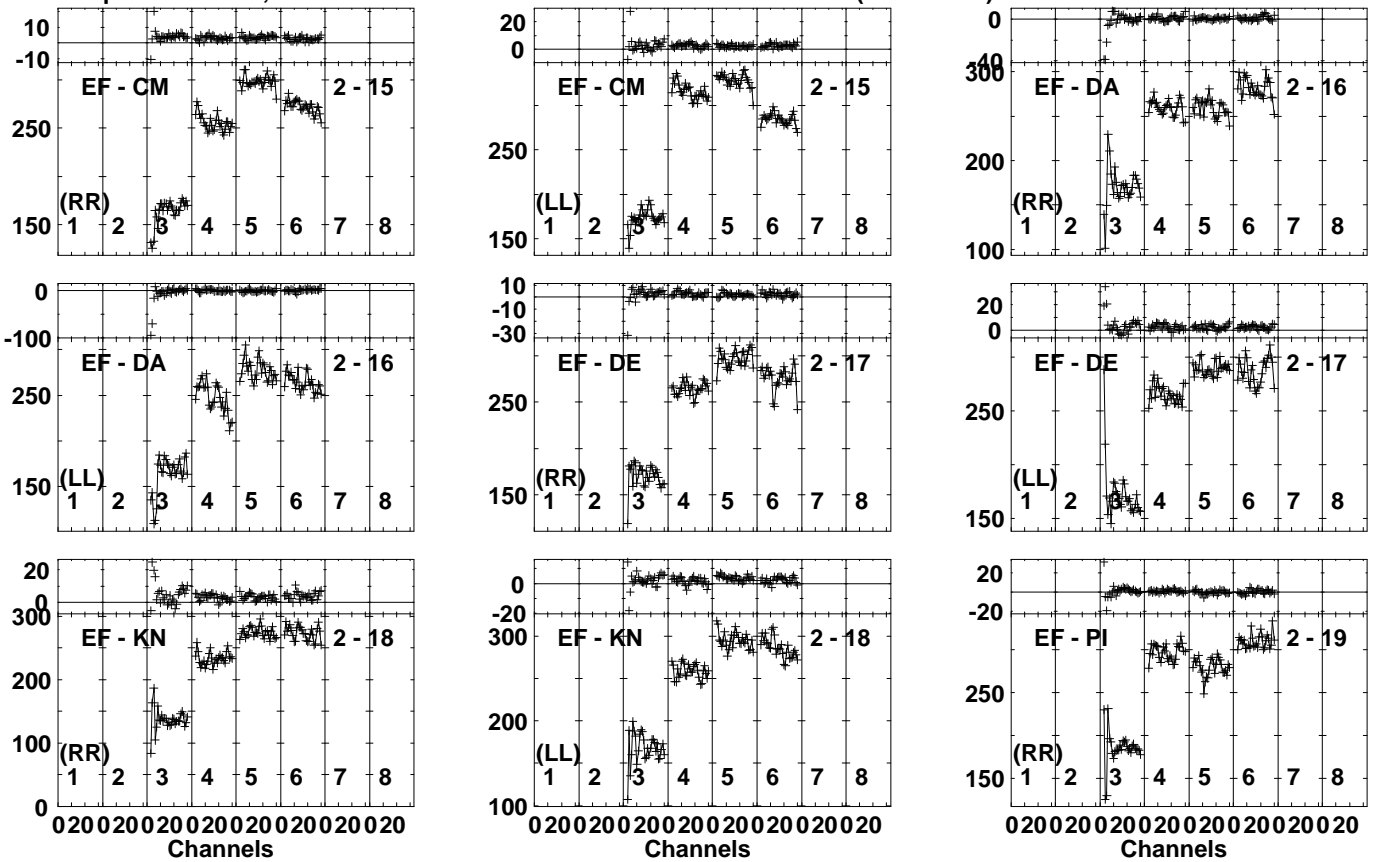 10 20 0
-10 0 -40
EF - CM 2 - 15 EF - CM 2 - 15 300 EF - DA 2 - 16
250 250 200
(RR) (LL) (RR)
150 150 100
1 2 3 4 5 6 7 8 1 2 3 4 5 6 7 8 1 2 3 4 5 6 7 8
0 10 20
-100 -10 0
-30
EF - DA 2 - 16 EF - DE 2 - 17 EF - DE 2 - 17
250 250 250
(LL) (RR) (LL)
150 150 150
1 2 3 4 5 6 7 8 1 2 3 4 5 6 7 8 1 2 3 4 5 6 7 8
20 0 20
0 -20 -20
300 EF - KN 2 - 18 300 EF - KN 2 - 18 EF - PI 2 - 19
200 200 250
100 (RR) (LL) (RR)
1 2 3 4 5 6 7 8 1 2 3 4 5 6 7 8 150 1 2 3 4 5 6 7 8
0 100
0 20 0 20 0 20 0 20 0 20 0 20 0 20 0 20 0 20 0 20 0 20 0 20 0 20 0 20 0 20 0 20 0 20 0 20 0 20 0 20 0 20 0 20 0 20 0 20
Channels Channels Channels